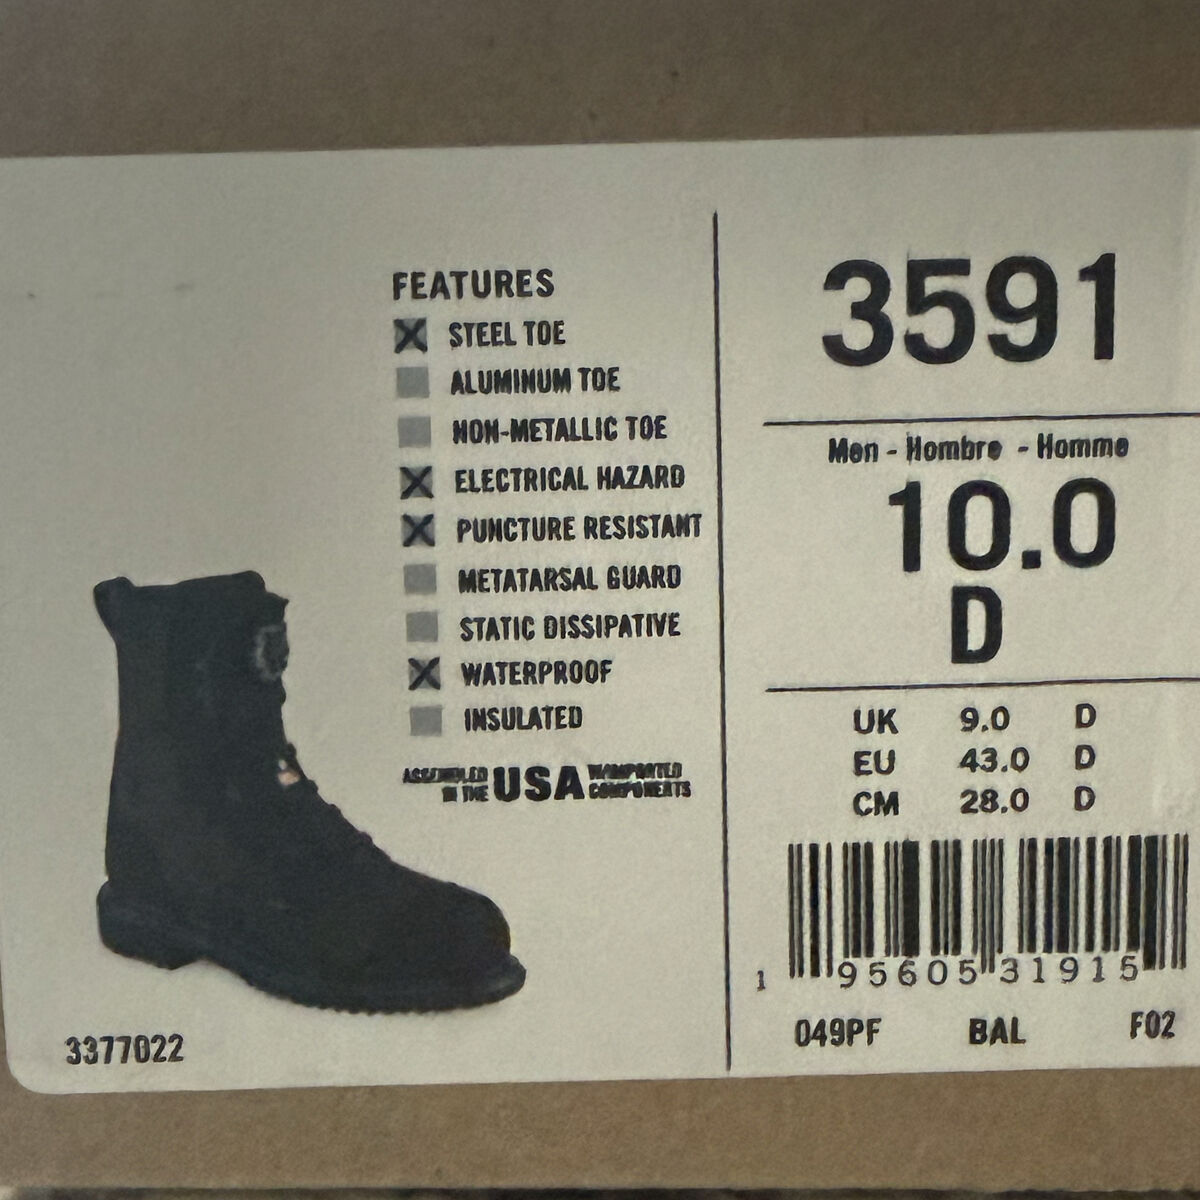 FEATURES
STEEL TOE
ALUMINUM TOE
NON-METALLIC TOE
ELECTRICAL HAZARD
PUNCTURE RESISTANT
METATARSAL GUARD
STATIC DISSIPATIVE
WATERPROOF
INSULATED
ASSEMBLED IN THE USA W/IMPORTED COMPONENTS
3377022
3591
Men - Hombre - Homme
10.0
D
UK 9.0 D
EU 43.0 D
CM 28.0 D
1 95605 31915
049PF BAL F02